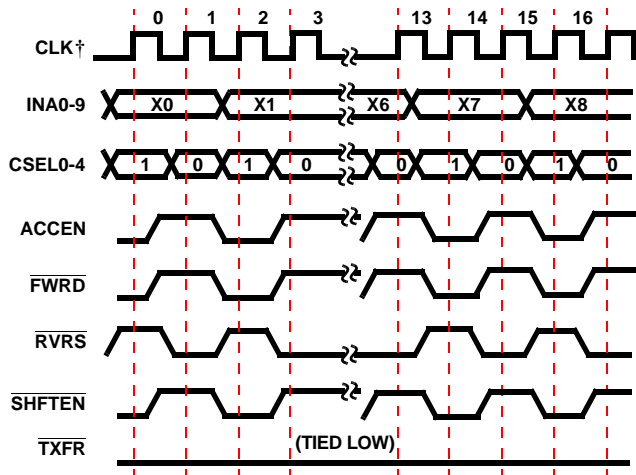 0 1 2 3 13 14 15 16
CLK†
INA0-9 X0 X1 X6 X7 X8
CSEL0-4 1 0 1 0 0 1 0 1 0
ACCEN
FWRD
RVRS
SHFTEN
TXFR (TIED LOW)